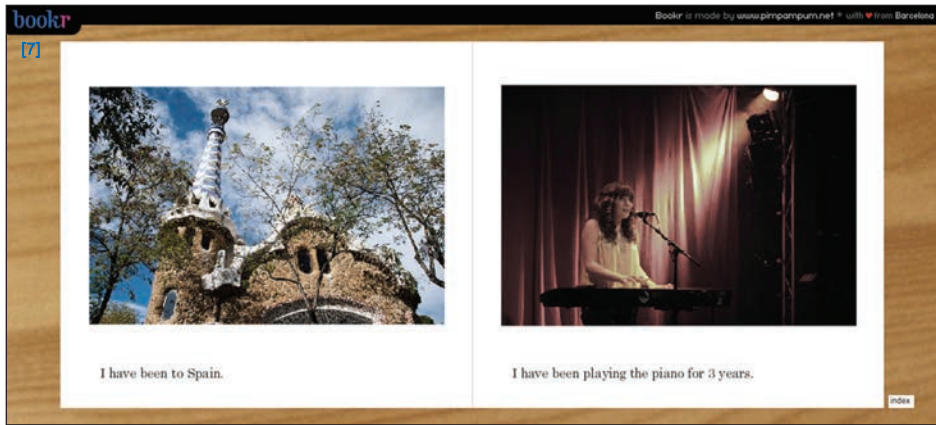 bookr
Bookr is made by www.pimpampum.net * with ♥ from Barcelona
[7]
I have been to Spain.
I have been playing the piano for 3 years.
index